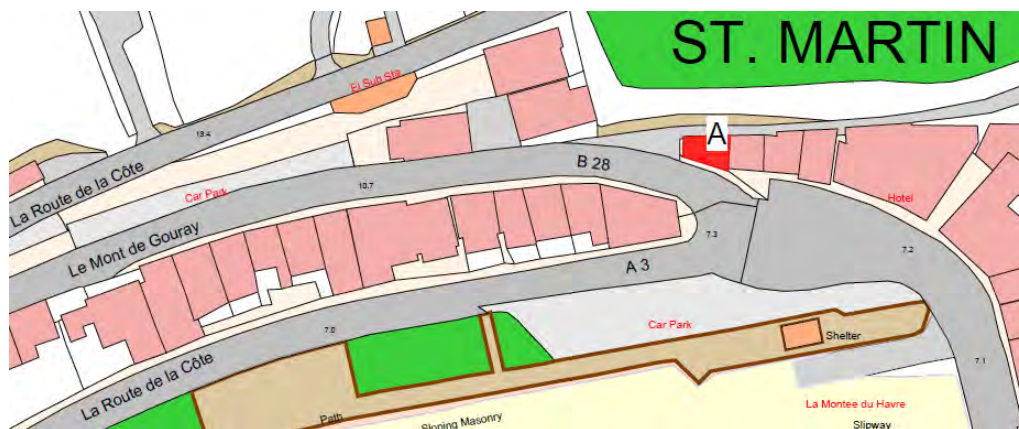 ST. MARTIN
El Sub Sta
13.4
A
B 28
La Route de la Côte
Car Park
10.7
Hotel
Le Mont de Gouray
7.3
7.2
A 3
7.0
Car Park
Shelter
7.1
La Route de la Côte
La Montee du Havre
Path
Sloping Masonry
Slipway